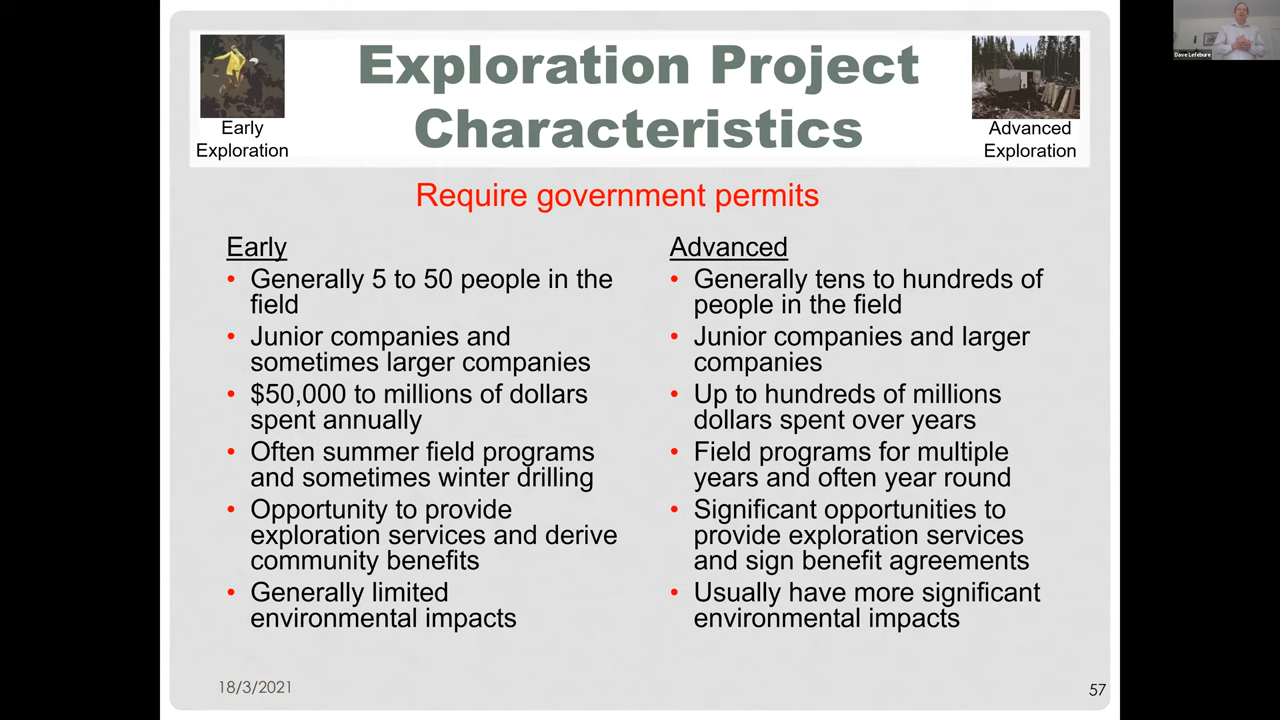 Exploration Project
Characteristics
Early
Exploration
Advanced
Exploration
Require government permits
Early
• Generally 5 to 50 people in the
field
• Junior companies and
sometimes larger companies
• $50,000 to millions of dollars
spent annually
• Often summer field programs
and sometimes winter drilling
• Opportunity to provide
exploration services and derive
community benefits
• Generally limited
environmental impacts
Advanced
• Generally tens to hundreds of
people in the field
• Junior companies and larger
companies
• Up to hundreds of millions
dollars spent over years
• Field programs for multiple
years and often year round
• Significant opportunities to
provide exploration services
and sign benefit agreements
• Usually have more significant
environmental impacts
18/3/2021
57
Dave Lefebure